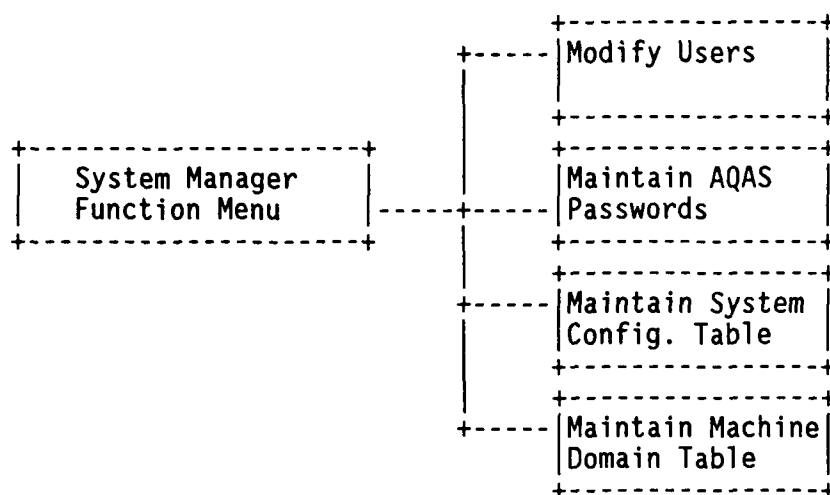 Modify Users
System Manager
Function Menu
Maintain AQAS
Passwords
Maintain System
Config. Table
Maintain Machine
Domain Table